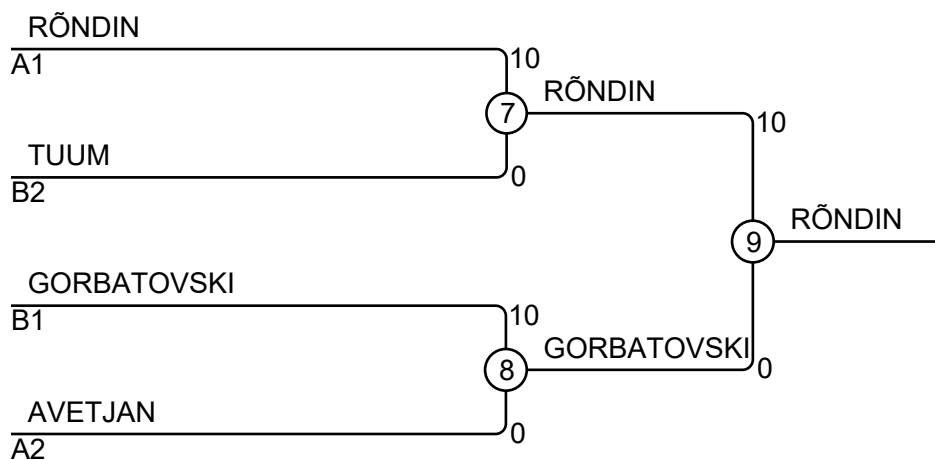 RÕNDIN
A1
10
7
RÕNDIN
10
TUUM
B2
0
9
RÕNDIN
GORBATOVSKI
B1
10
8
GORBATOVSKI
0
AVETJAN
A2
0